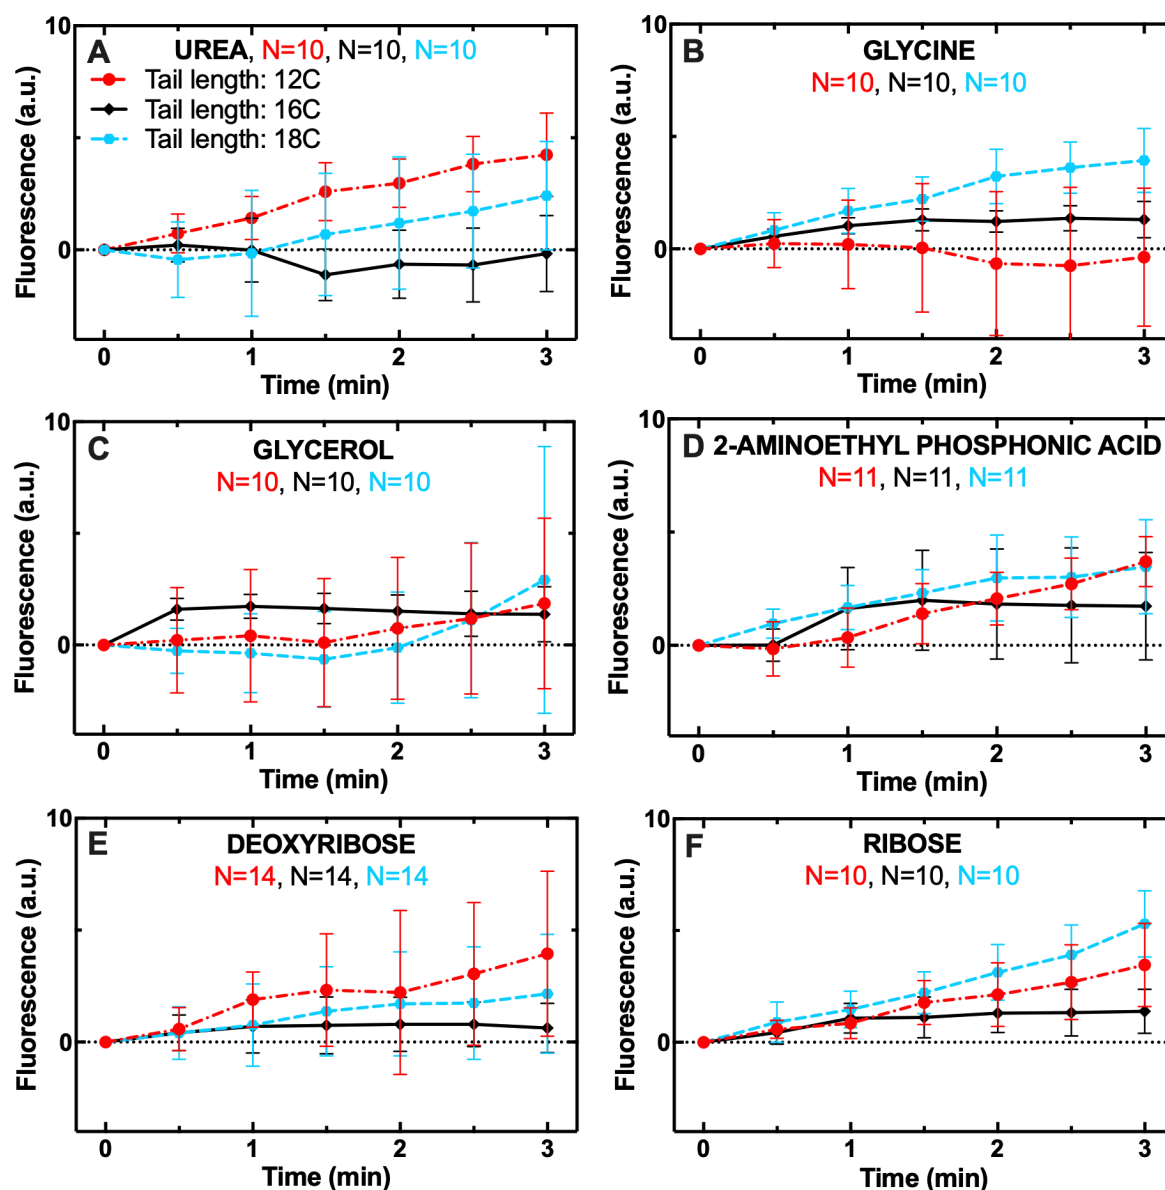 A
UREA, N=10, N=10, N=10
Tail length: 12C
Tail length: 16C
Tail length: 18C
10
0
Fluorescence (a.u.)
0 1 2 3
Time (min)
B
GLYCINE
N=10, N=10, N=10
10
0
Fluorescence (a.u.)
0 1 2 3
Time (min)
C
GLYCEROL
N=10, N=10, N=10
10
0
Fluorescence (a.u.)
0 1 2 3
Time (min)
D 2-AMINOETHYL PHOSPHONIC ACID
N=11, N=11, N=11
10
0
Fluorescence (a.u.)
0 1 2 3
Time (min)
E
DEOXYRIBOSE
N=14, N=14, N=14
10
0
Fluorescence (a.u.)
0 1 2 3
Time (min)
F
RIBOSE
N=10, N=10, N=10
10
0
Fluorescence (a.u.)
0 1 2 3
Time (min)